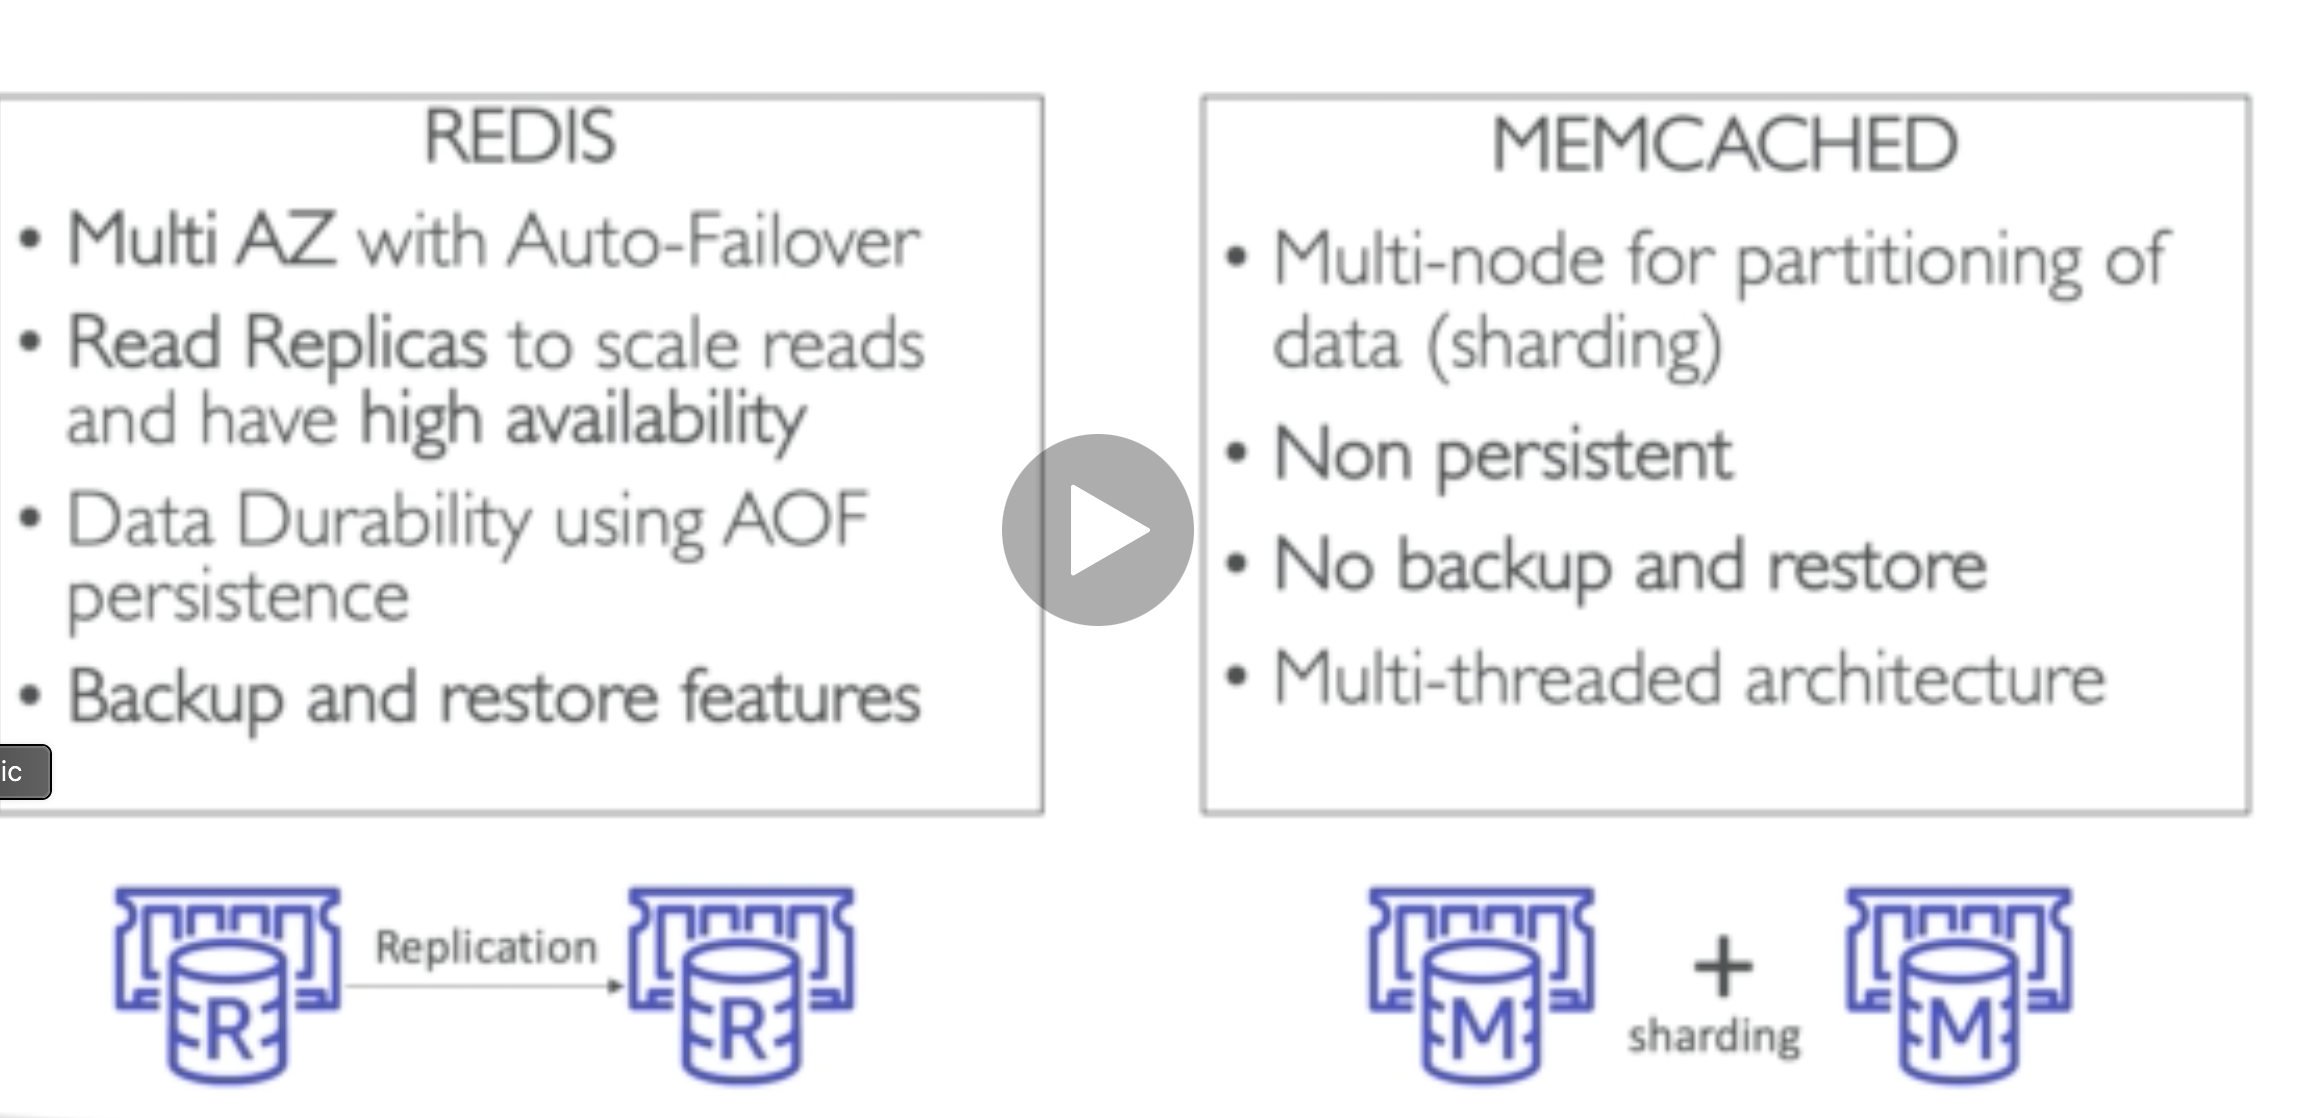 REDIS
• Multi AZ with Auto-Failover
• Read Replicas to scale reads
and have high availability
• Data Durability using AOF
persistence
• Backup and restore features
ic
MEMCACHED
• Multi-node for partitioning of
data (sharding)
• Non persistent
• No backup and restore
• Multi-threaded architecture
R
Replication
R
M
+
sharding
M